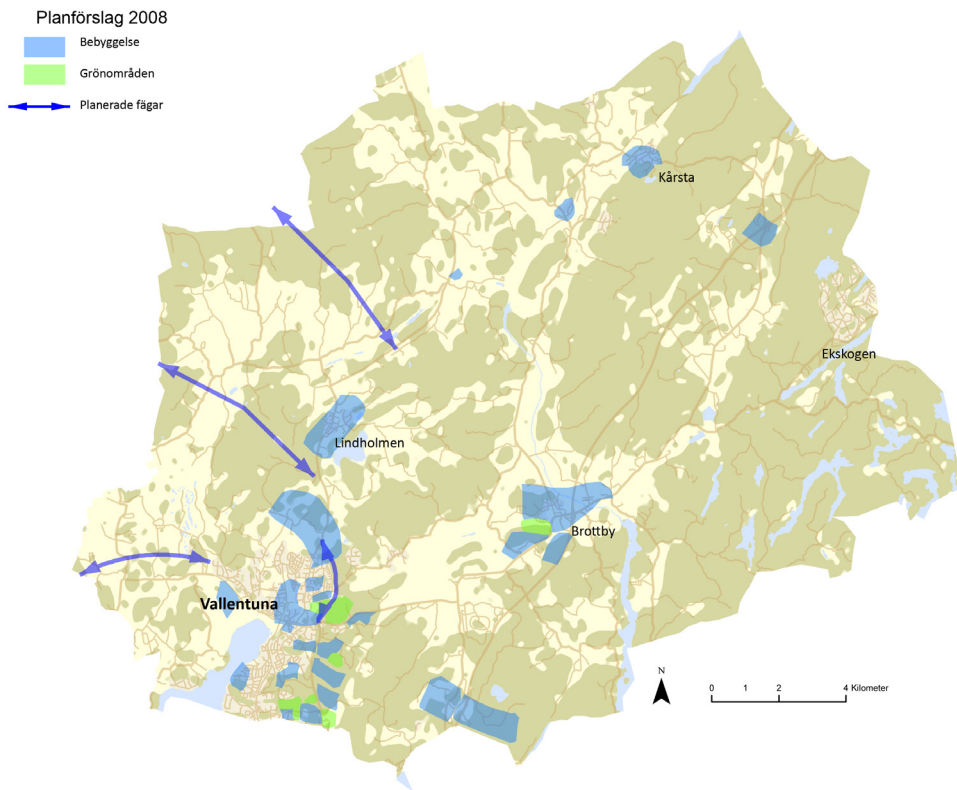 Planförslag 2008
Bebyggelse
Grönområden
Planerade fägar
Kårsta
Ekskogen
Lindholmen
Brottby
Vallentuna
N
0 1 2 4 Kilometer